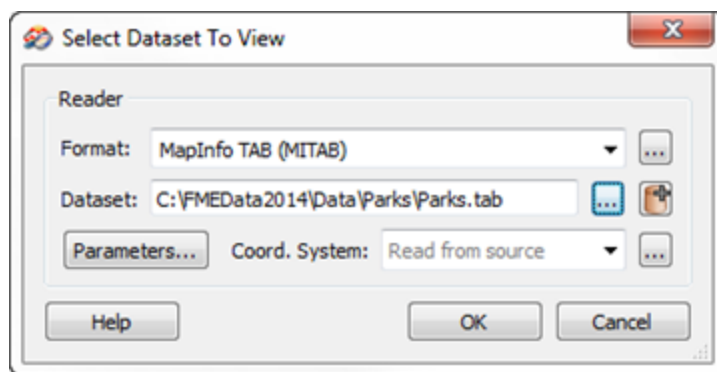 Select Dataset To View
Reader
Format: MapInfo TAB (MITAB) ...
Dataset: C:\FMEData2014\Data\Parks\Parks.tab ...
Parameters... Coord. System: Read from source ...
Help OK Cancel